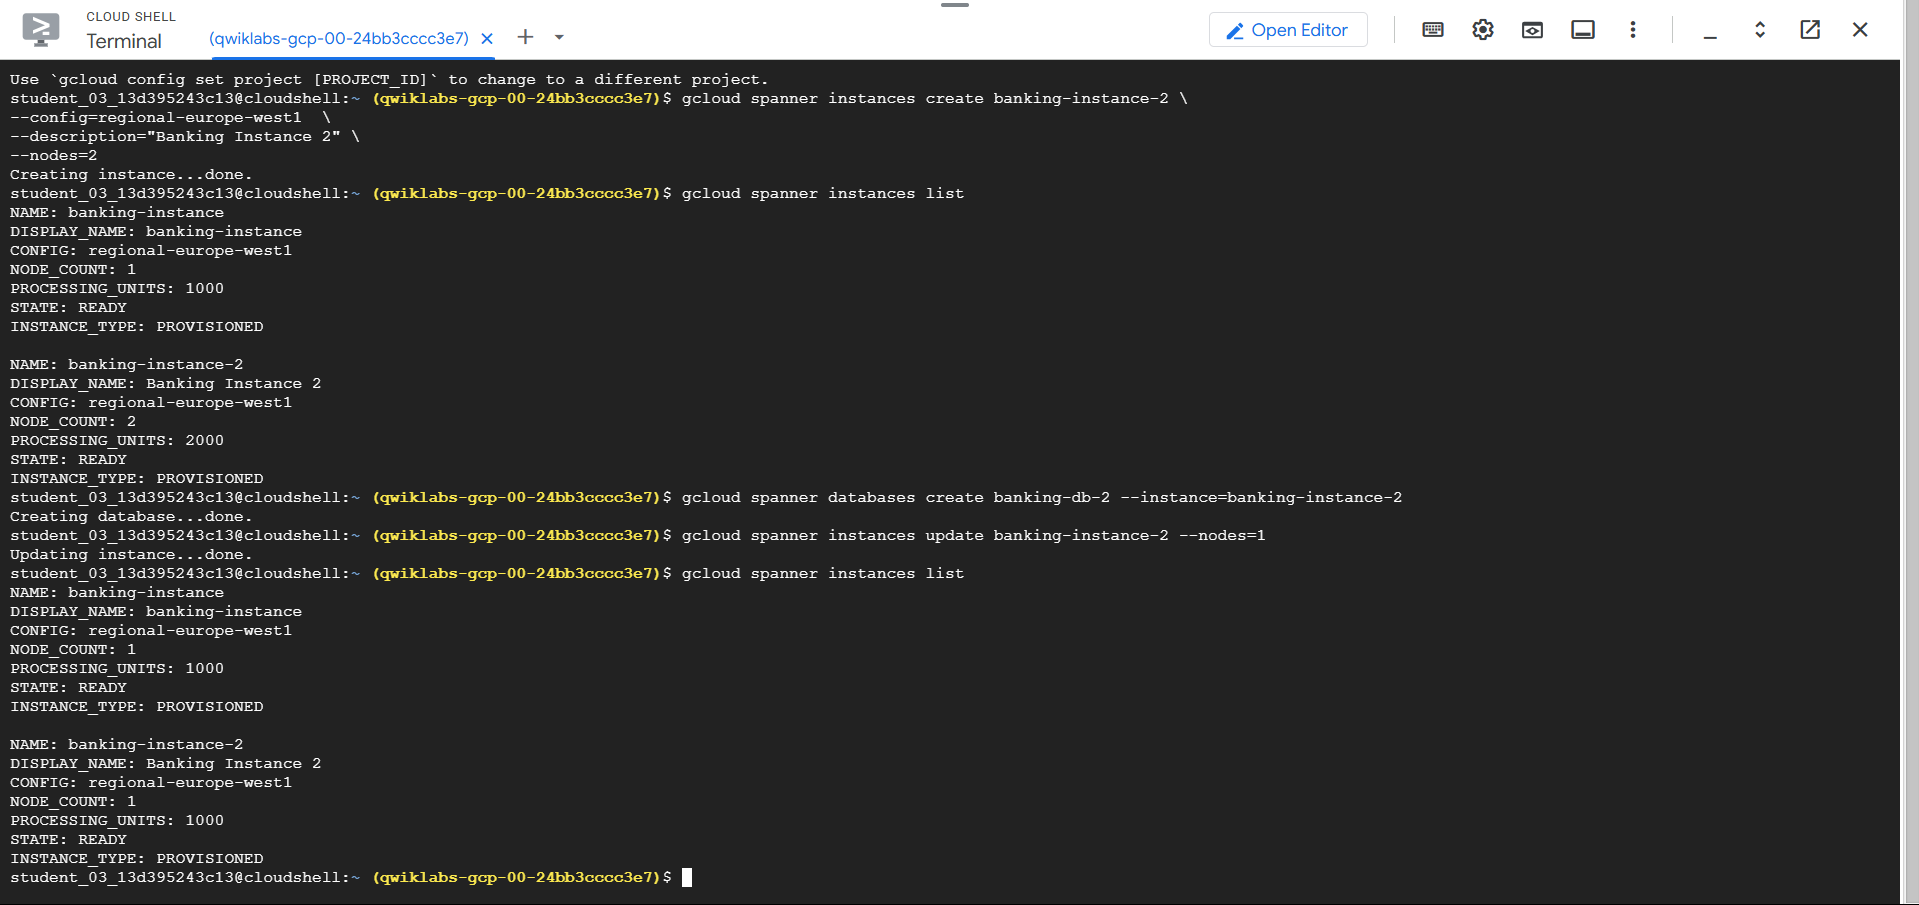 CLOUD SHELL
Terminal
(qwiklabs-gcp-00-24bb3cccc3e7)
Open Editor
Use `gcloud config set project [PROJECT_ID]` to change to a different project.
student_03_13d395243c13@cloudshell:~ (qwiklabs-gcp-00-24bb3cccc3e7)$ gcloud spanner instances create banking-instance-2 \
--config=regional-europe-west1  \
--description="Banking Instance 2" \
--nodes=2
Creating instance...done.
student_03_13d395243c13@cloudshell:~ (qwiklabs-gcp-00-24bb3cccc3e7)$ gcloud spanner instances list
NAME: banking-instance
DISPLAY_NAME: banking-instance
CONFIG: regional-europe-west1
NODE_COUNT: 1
PROCESSING_UNITS: 1000
STATE: READY
INSTANCE_TYPE: PROVISIONED

NAME: banking-instance-2
DISPLAY_NAME: Banking Instance 2
CONFIG: regional-europe-west1
NODE_COUNT: 2
PROCESSING_UNITS: 2000
STATE: READY
INSTANCE_TYPE: PROVISIONED
student_03_13d395243c13@cloudshell:~ (qwiklabs-gcp-00-24bb3cccc3e7)$ gcloud spanner databases create banking-db-2 --instance=banking-instance-2
Creating database...done.
student_03_13d395243c13@cloudshell:~ (qwiklabs-gcp-00-24bb3cccc3e7)$ gcloud spanner instances update banking-instance-2 --nodes=1
Updating instance...done.
student_03_13d395243c13@cloudshell:~ (qwiklabs-gcp-00-24bb3cccc3e7)$ gcloud spanner instances list
NAME: banking-instance
DISPLAY_NAME: banking-instance
CONFIG: regional-europe-west1
NODE_COUNT: 1
PROCESSING_UNITS: 1000
STATE: READY
INSTANCE_TYPE: PROVISIONED

NAME: banking-instance-2
DISPLAY_NAME: Banking Instance 2
CONFIG: regional-europe-west1
NODE_COUNT: 1
PROCESSING_UNITS: 1000
STATE: READY
INSTANCE_TYPE: PROVISIONED
student_03_13d395243c13@cloudshell:~ (qwiklabs-gcp-00-24bb3cccc3e7)$